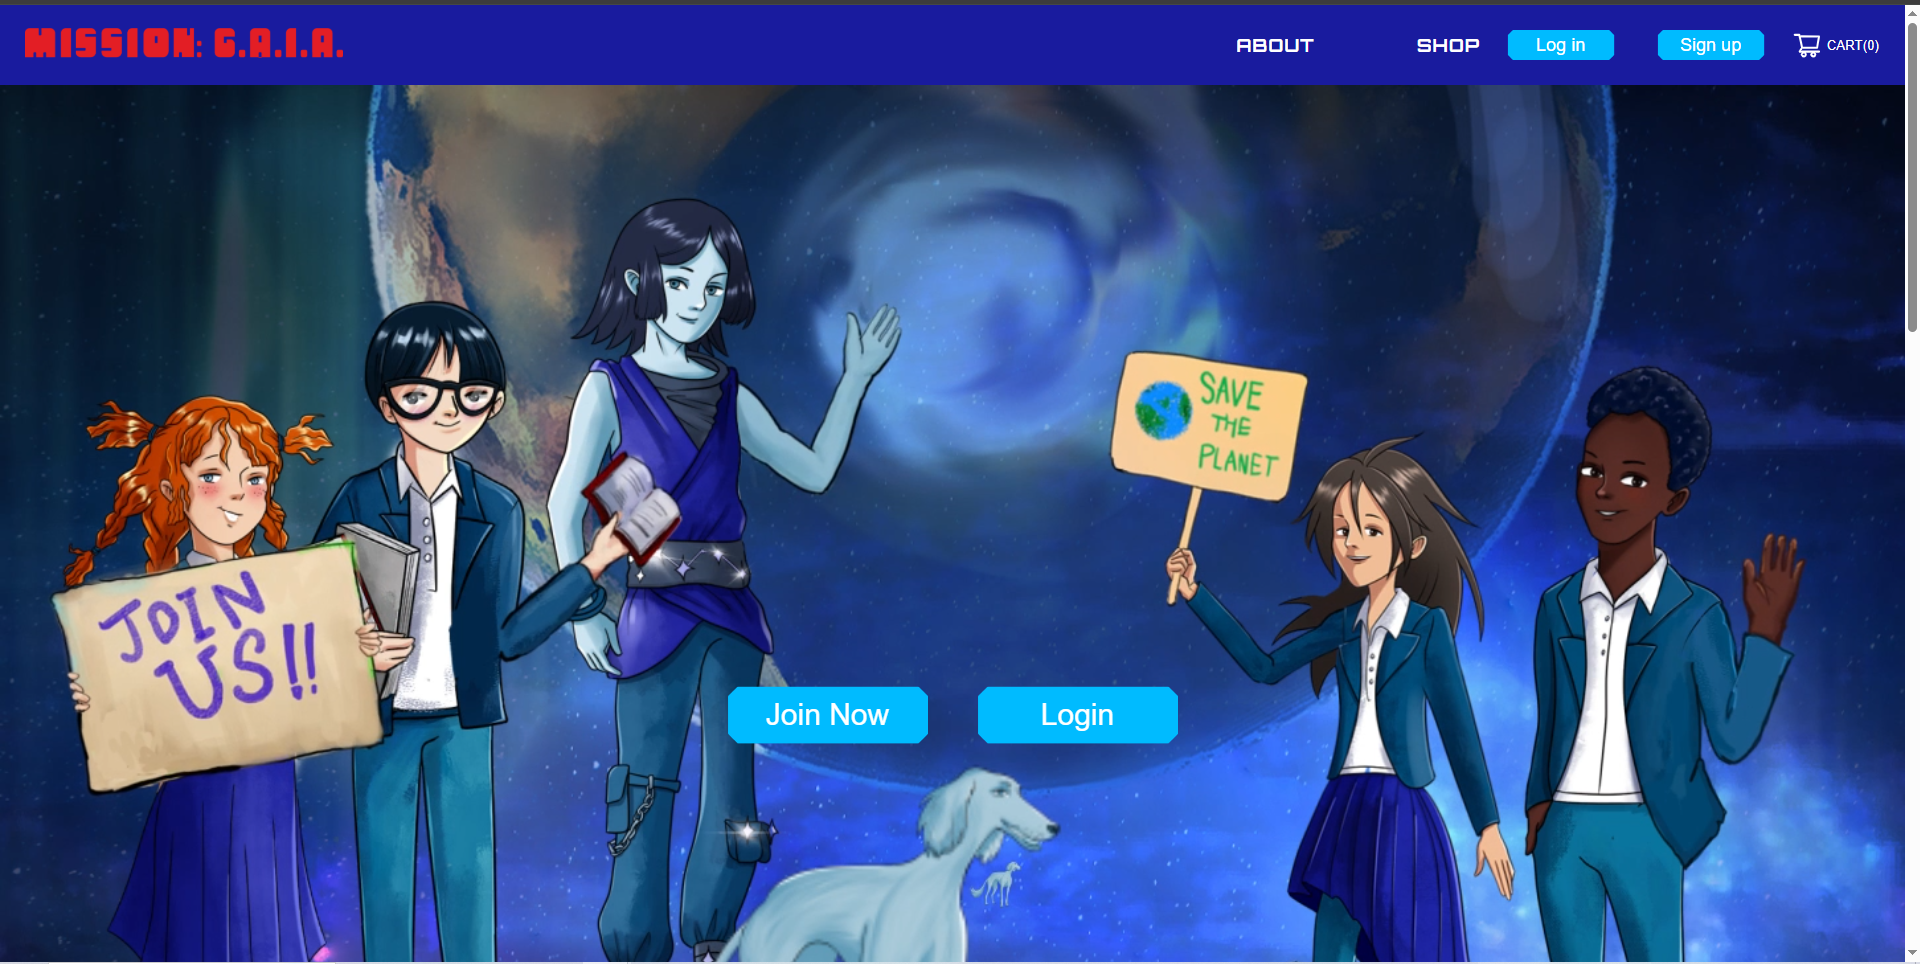 MISSION: G.A.I.A.
ABOUT
SHOP
Log in
Sign up
CART(0)
SAVE
THE
PLANET
JOIN
US!!
Join Now
Login